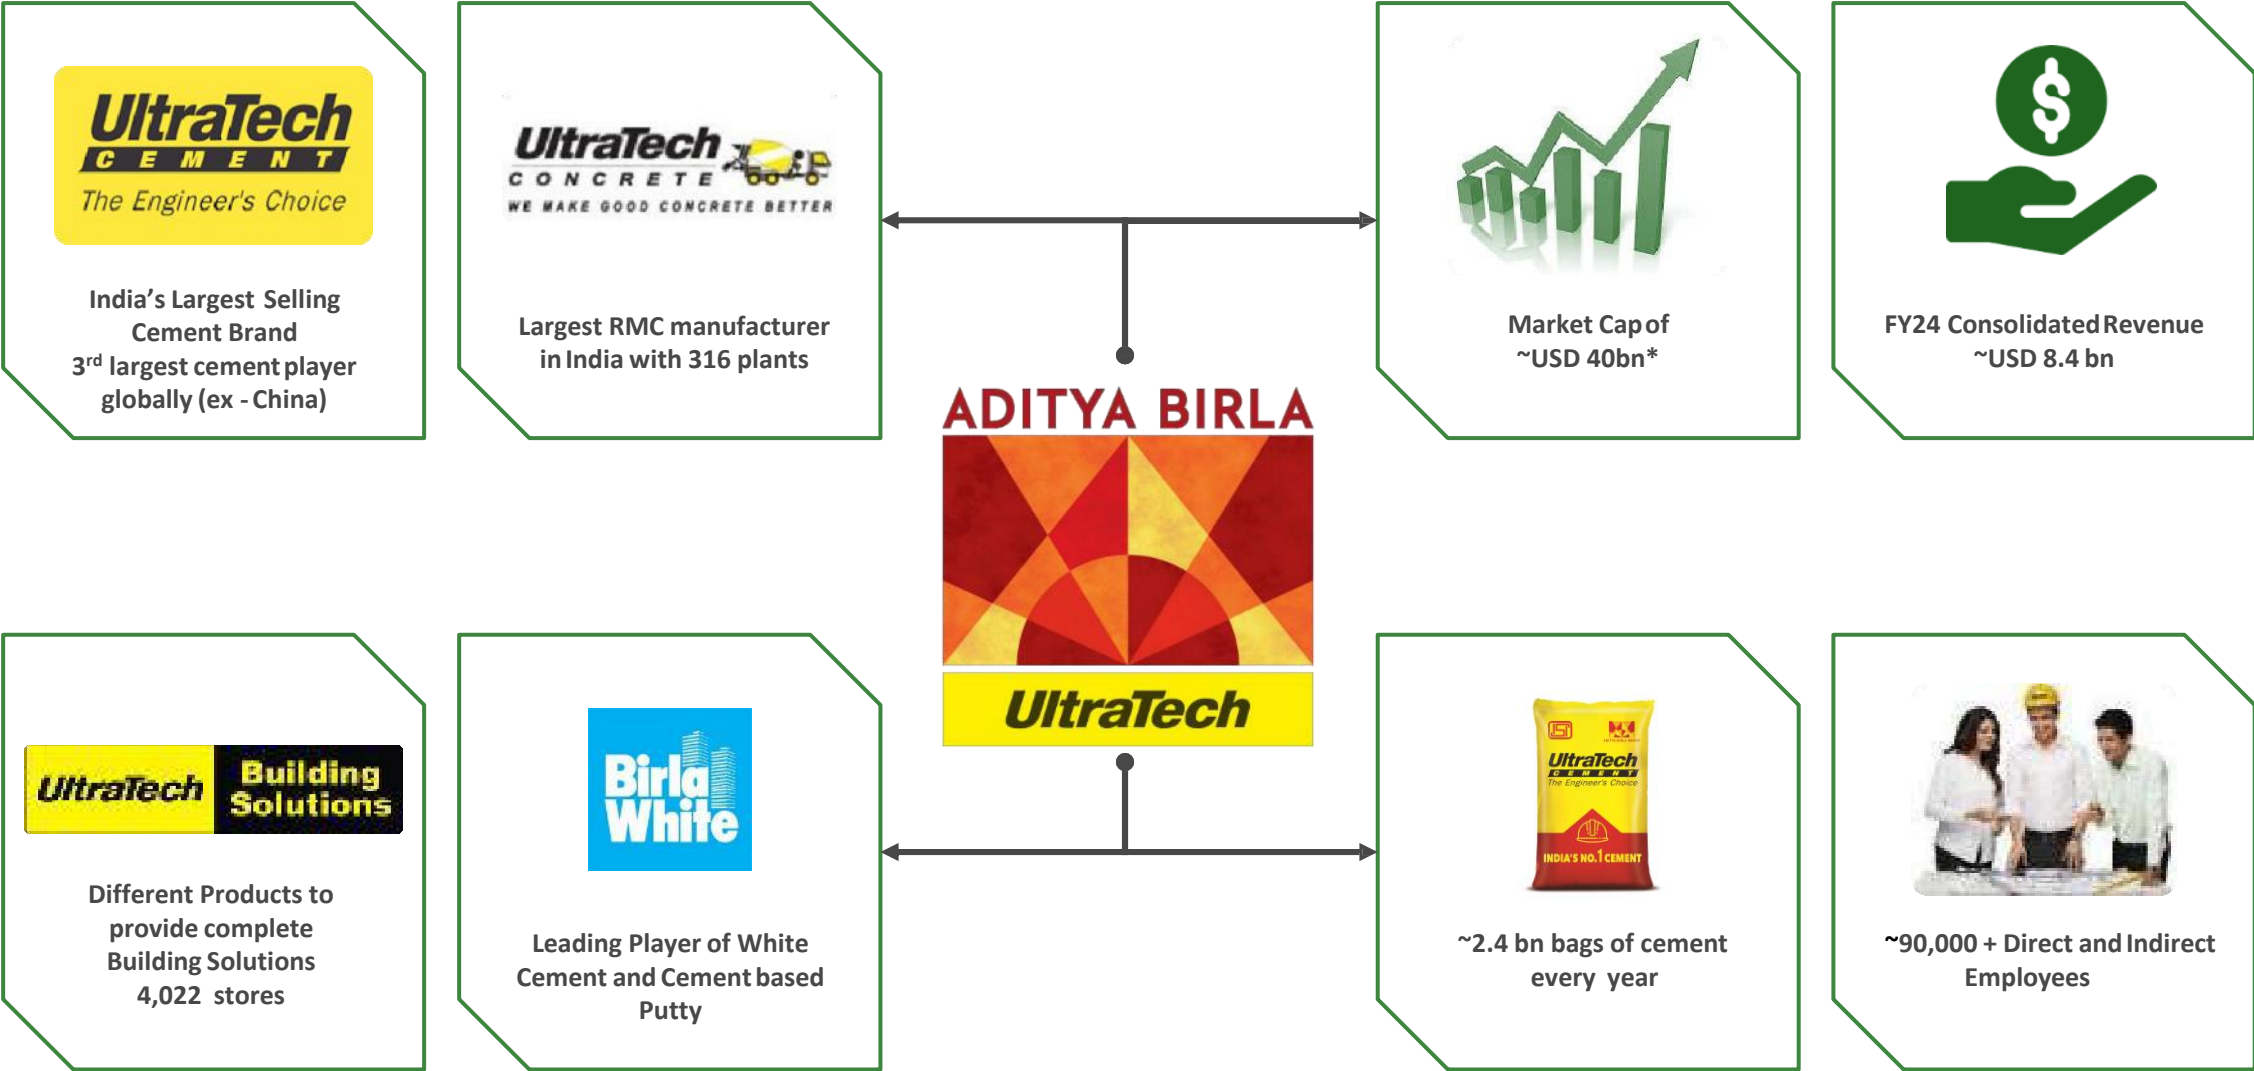 UltraTech
CEMENT
The Engineer's Choice
India’s Largest Selling
Cement Brand
3rd largest cement player
globally (ex - China)
UltraTech
CONCRETE
WE MAKE GOOD CONCRETE BETTER
Largest RMC manufacturer
in India with 316 plants
Market Cap of
~USD 40bn*
$
FY24 Consolidated Revenue
~USD 8.4 bn
ADITYA BIRLA
UltraTech
UltraTech
Building
Solutions
Different Products to
provide complete
Building Solutions
4,022 stores
Birla
White
Leading Player of White
Cement and Cement based
Putty
UltraTech
CEMENT
The Engineer's Choice
INDIA'S NO.1 CEMENT
~2.4 bn bags of cement
every year
~90,000 + Direct and Indirect
Employees